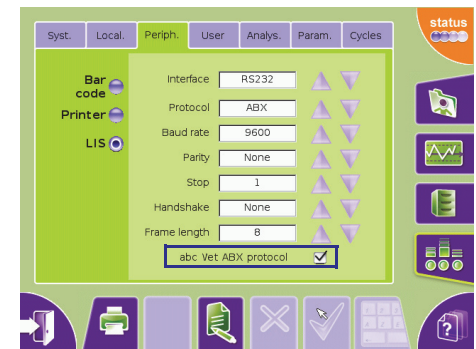 status
Syst. Local. Periph. User Analys. Param. Cycles
Bar
code
Printer
LIS
Interface RS232
Protocol ABX
Baud rate 9600
Parity None
Stop 1
Handshake None
Frame length 8
abc Vet ABX protocol
?